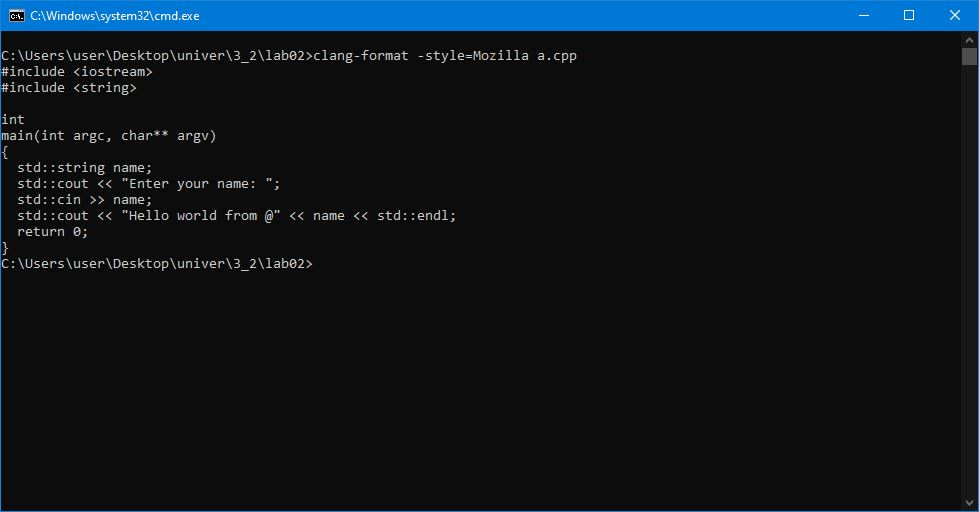 C:\Windows\system32\cmd.exe
C:\Users\user\Desktop\univer\3_2\lab02>clang-format -style=Mozilla a.cpp
#include <iostream>
#include <string>

int
main(int argc, char** argv)
{
  std::string name;
  std::cout << "Enter your name: ";
  std::cin >> name;
  std::cout << "Hello world from @" << name << std::endl;
  return 0;
}
C:\Users\user\Desktop\univer\3_2\lab02>